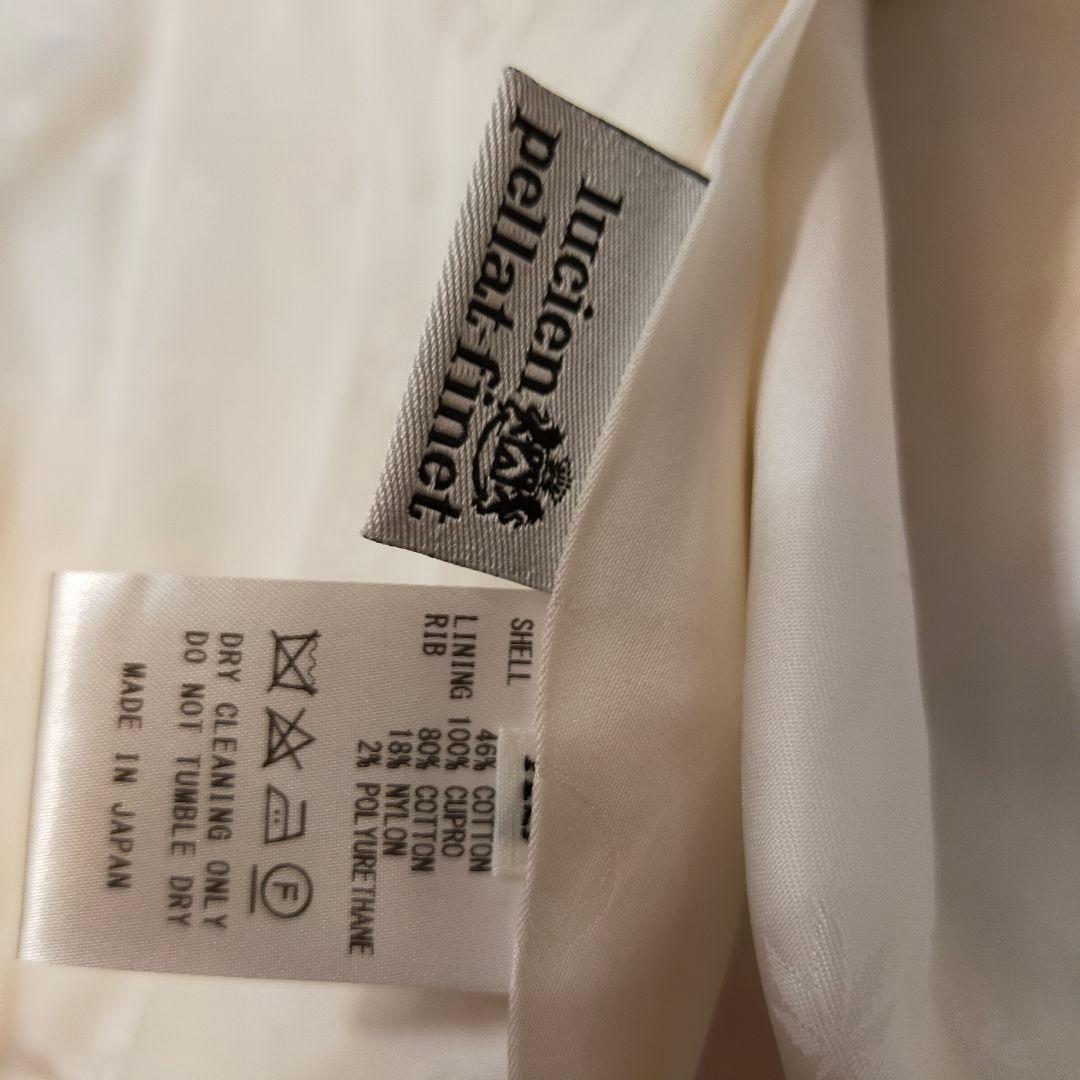 lucien
pellat-finet
SHELL
46% COTTON
LINING 100% CUPRO
RIB 80% COTTON
18% NYLON
2% POLYURETHANE
F
DRY CLEANING ONLY
DO NOT TUMBLE DRY
MADE IN JAPAN